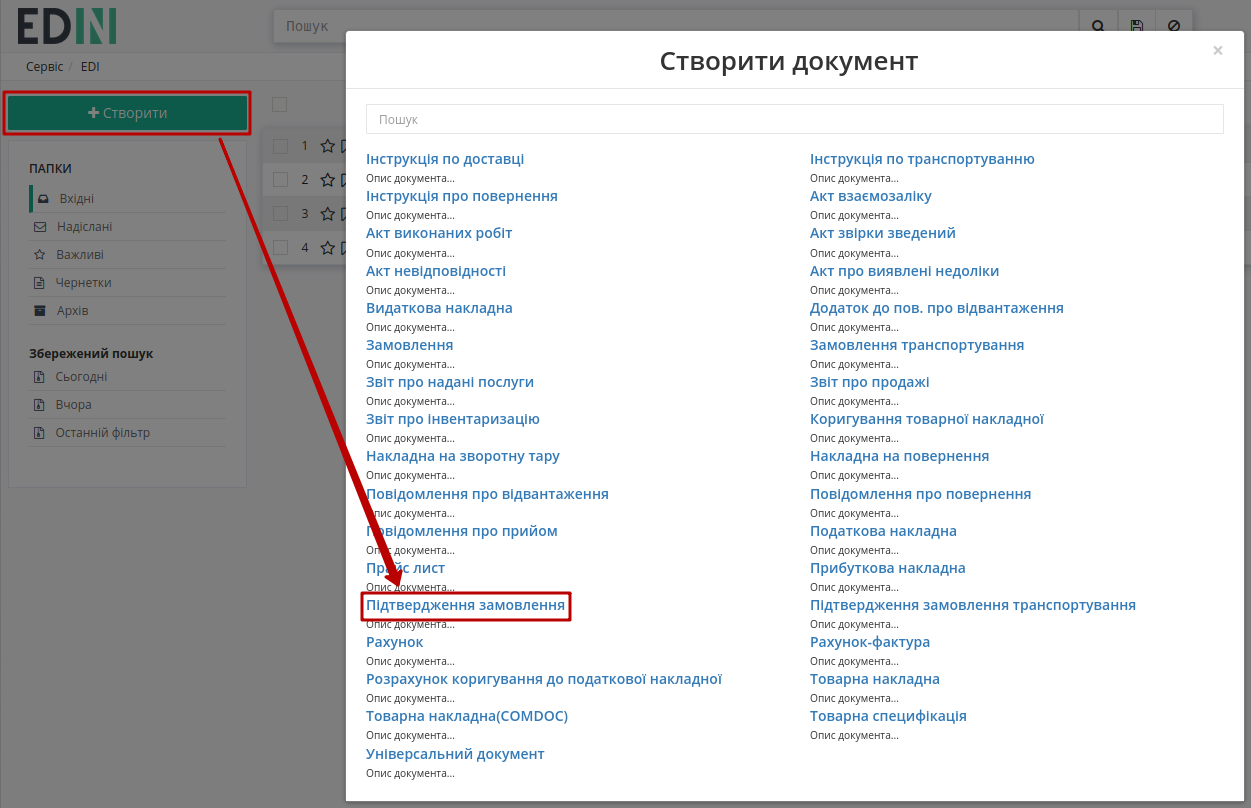 EDIN
Пошук
Сервіс / EDI
Створити
ПАПКИ
Вхідні
Надіслані
Важливі
Чернетки
Архів
Збережений пошук
Сьогодні
Вчора
Останній фільтр
1
2
3
4
Створити документ
×
Пошук
Інструкція по доставці
Опис документа...
Інструкція по транспортуванню
Опис документа...
Інструкція про повернення
Опис документа...
Акт взаємозаліку
Опис документа...
Акт виконаних робіт
Опис документа...
Акт звірки зведений
Опис документа...
Акт невідповідності
Опис документа...
Акт про виявлені недоліки
Опис документа...
Видаткова накладна
Опис документа...
Додаток до пов. про відвантаження
Опис документа...
Замовлення
Опис документа...
Замовлення транспортування
Опис документа...
Звіт про надані послуги
Опис документа...
Звіт про продажі
Опис документа...
Звіт про інвентаризацію
Опис документа...
Коригування товарної накладної
Опис документа...
Накладна на зворотну тару
Опис документа...
Накладна на повернення
Опис документа...
Повідомлення про відвантаження
Опис документа...
Повідомлення про повернення
Опис документа...
Повідомлення про прийом
Опис документа...
Податкова накладна
Опис документа...
Прайс лист
Опис документа...
Прибуткова накладна
Опис документа...
Підтвердження замовлення
Опис документа...
Підтвердження замовлення транспортування
Опис документа...
Рахунок
Опис документа...
Рахунок-фактура
Опис документа...
Розрахунок коригування до податкової накладної
Опис документа...
Товарна накладна
Опис документа...
Товарна накладна(COMDOC)
Опис документа...
Товарна специфікація
Опис документа...
Універсальний документ
Опис документа...